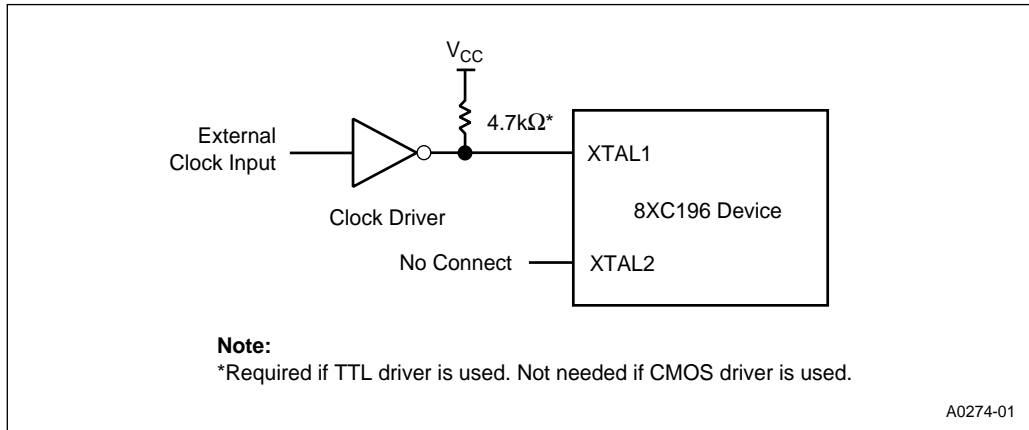 VCC
4.7kΩ*
External
Clock Input
XTAL1
8XC196 Device
Clock Driver
No Connect
XTAL2
Note:
*Required if TTL driver is used. Not needed if CMOS driver is used.
A0274-01